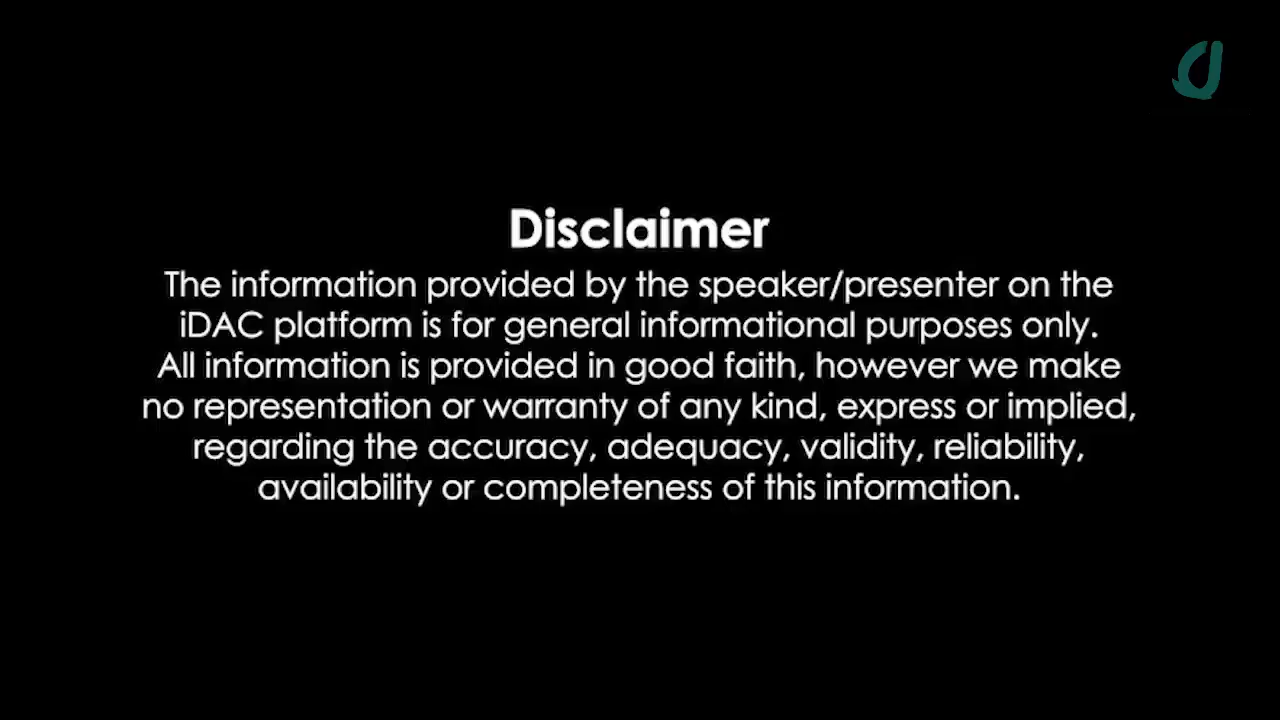 Disclaimer
The information provided by the speaker/presenter on the
iDAC platform is for general informational purposes only.
All information is provided in good faith, however we make
no representation or warranty of any kind, express or implied,
regarding the accuracy, adequacy, validity, reliability,
availability or completeness of this information.